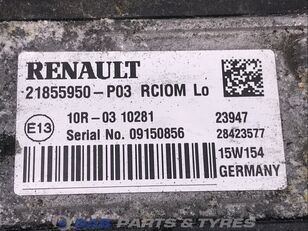 RENAULT
21855950-P03 RCIOM Lo
E13
10R-03 10281 23947
Serial No. 09150856 28423577
15W154
GERMANY
PARTS & TYRES